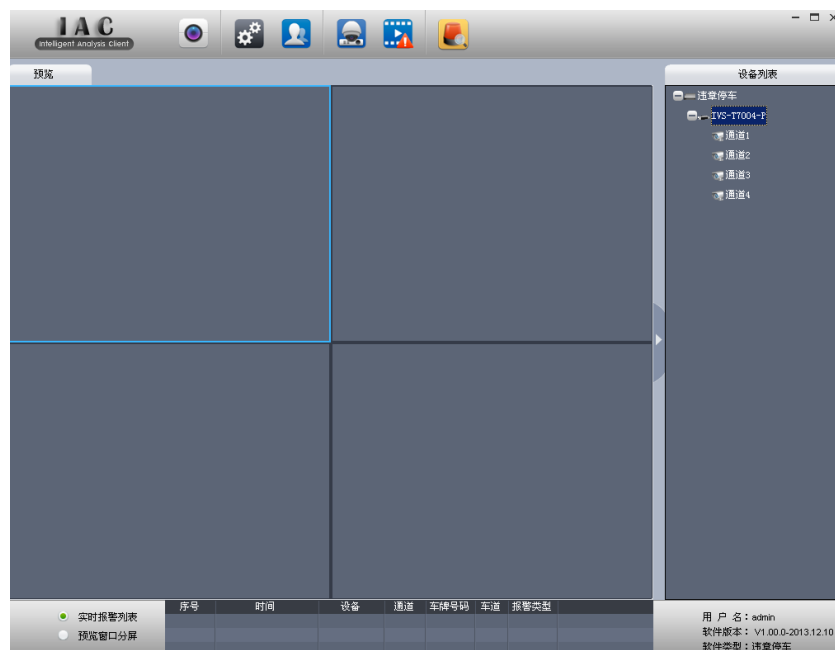 IAC
Intelligent Analysis Client
预览
设备列表
违章停车
IVS-T7004-P
通道1
通道2
通道3
通道4
序号 时间 设备 通道 车牌号码 车道 报警类型
实时报警列表
预览窗口分屏
用 户 名：admin
软件版本：V1.00.0-2013.12.10
软件类型：违章停车